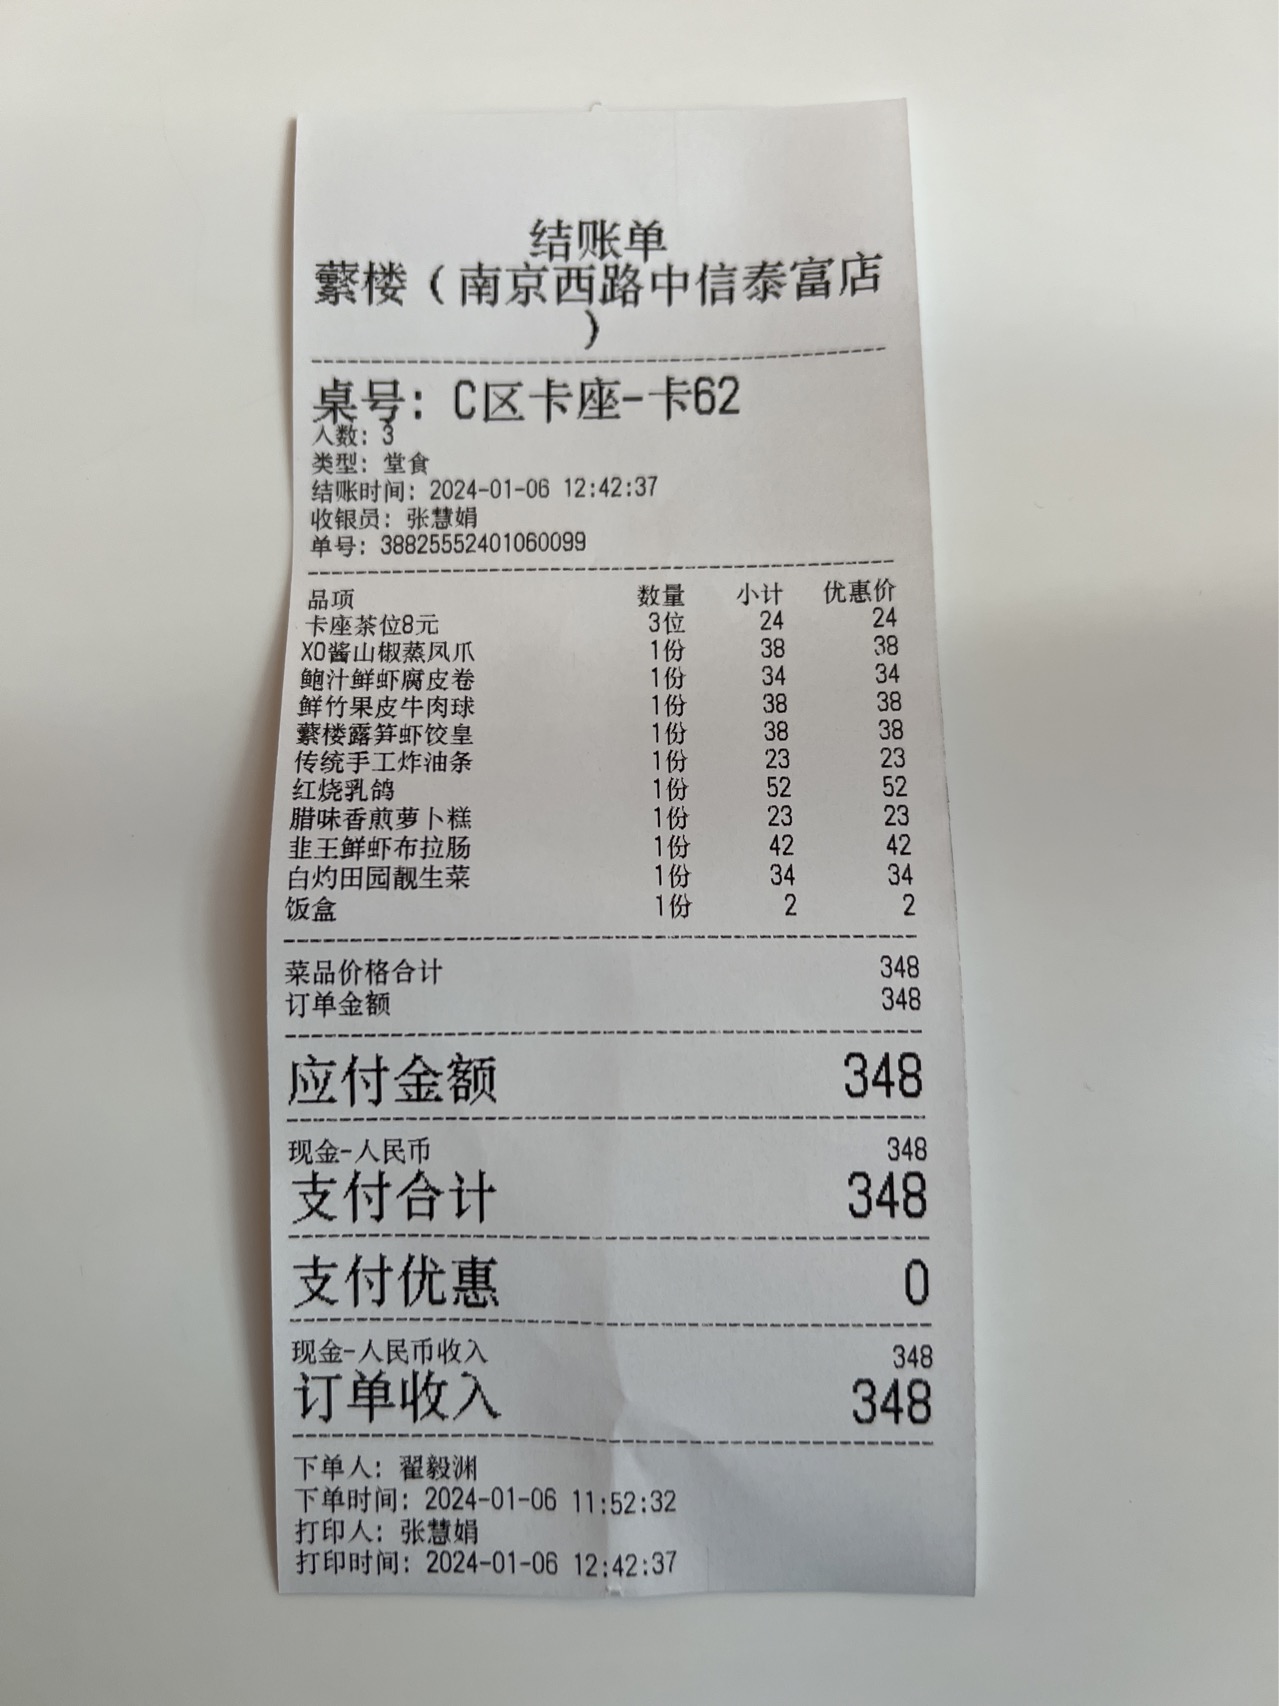 结账单
蘩楼（南京西路中信泰富店
）
桌号: C区卡座-卡62
人数: 3
类型: 堂食
结账时间: 2024-01-06 12:42:37
收银员: 张慧娟
单号: 38825552401060099
品项 数量 小计 优惠价
卡座茶位8元 3位 24 24
XO酱山椒蒸凤爪 1份 38 38
鲍汁鲜虾腐皮卷 1份 34 34
鲜竹果皮牛肉球 1份 38 38
蘩楼露笋虾饺皇 1份 38 38
传统手工炸油条 1份 23 23
红烧乳鸽 1份 52 52
腊味香煎萝卜糕 1份 23 23
韭王鲜虾布拉肠 1份 42 42
白灼田园靓生菜 1份 34 34
饭盒 1份 2 2
菜品价格合计 348
订单金额 348
应付金额 348
现金-人民币 348
支付合计 348
支付优惠 0
现金-人民币收入 348
订单收入 348
下单人: 翟毅渊
下单时间: 2024-01-06 11:52:32
打印人: 张慧娟
打印时间: 2024-01-06 12:42:37